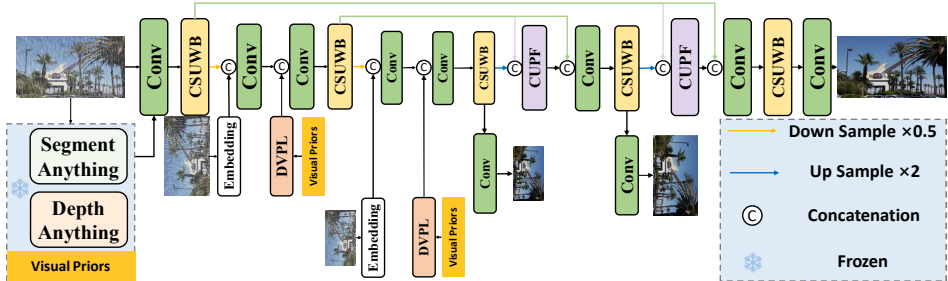 Conv
CSUWB
C
Conv
C
Conv
CSUWB
C
Conv
C
Conv
CSUWB
C
CUPF
C
Conv
CSUWB
C
CUPF
C
Conv
CSUWB
Conv
Segment
Anything
Depth
Anything
Visual Priors
Embedding
DVPL
Visual Priors
Embedding
DVPL
Visual Priors
Conv
Conv
Down Sample ×0.5
Up Sample ×2
C
Concatenation
Frozen